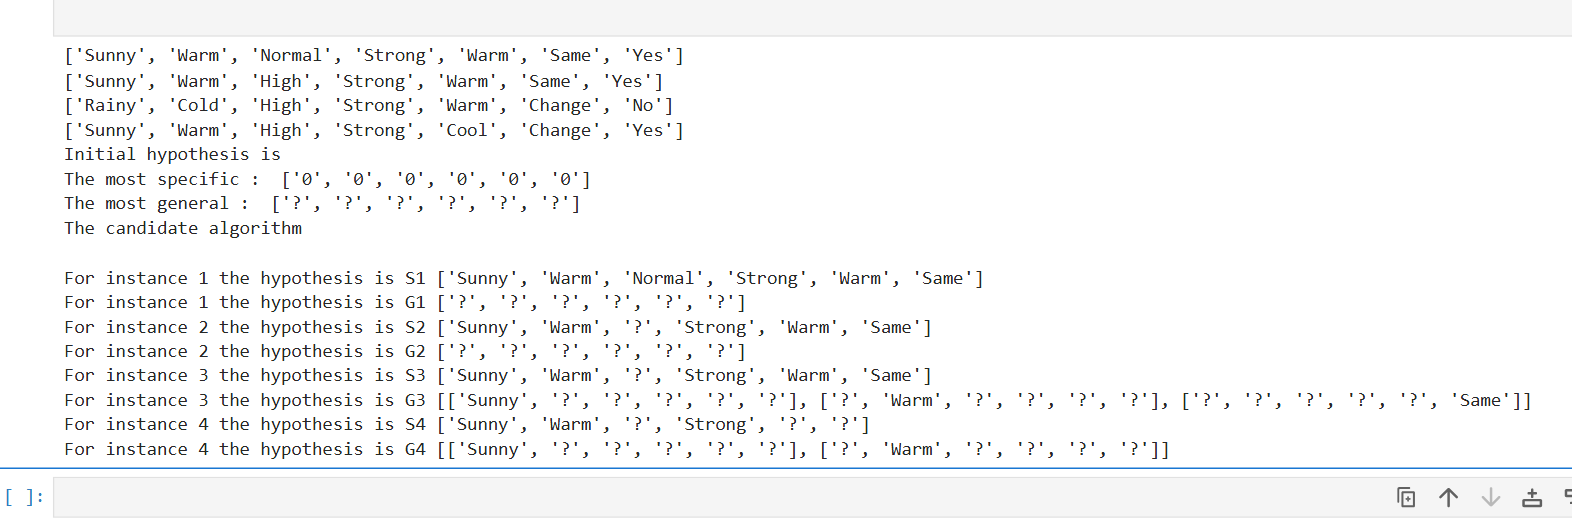 ['Sunny', 'Warm', 'Normal', 'Strong', 'Warm', 'Same', 'Yes']
['Sunny', 'Warm', 'High', 'Strong', 'Warm', 'Same', 'Yes']
['Rainy', 'Cold', 'High', 'Strong', 'Warm', 'Change', 'No']
['Sunny', 'Warm', 'High', 'Strong', 'Cool', 'Change', 'Yes']
Initial hypothesis is
The most specific :  ['0', '0', '0', '0', '0', '0']
The most general :  ['?', '?', '?', '?', '?', '?']
The candidate algorithm
For instance 1 the hypothesis is S1 ['Sunny', 'Warm', 'Normal', 'Strong', 'Warm', 'Same']
For instance 1 the hypothesis is G1 ['?', '?', '?', '?', '?', '?']
For instance 2 the hypothesis is S2 ['Sunny', 'Warm', '?', 'Strong', 'Warm', 'Same']
For instance 2 the hypothesis is G2 ['?', '?', '?', '?', '?', '?']
For instance 3 the hypothesis is S3 ['Sunny', 'Warm', '?', 'Strong', 'Warm', 'Same']
For instance 3 the hypothesis is G3 [['Sunny', '?', '?', '?', '?', '?'], ['?', 'Warm', '?', '?', '?', '?'], ['?', '?', '?', '?', '?', 'Same']]
For instance 4 the hypothesis is S4 ['Sunny', 'Warm', '?', 'Strong', '?', '?']
For instance 4 the hypothesis is G4 [['Sunny', '?', '?', '?', '?', '?'], ['?', 'Warm', '?', '?', '?', '?']]
[ ]: